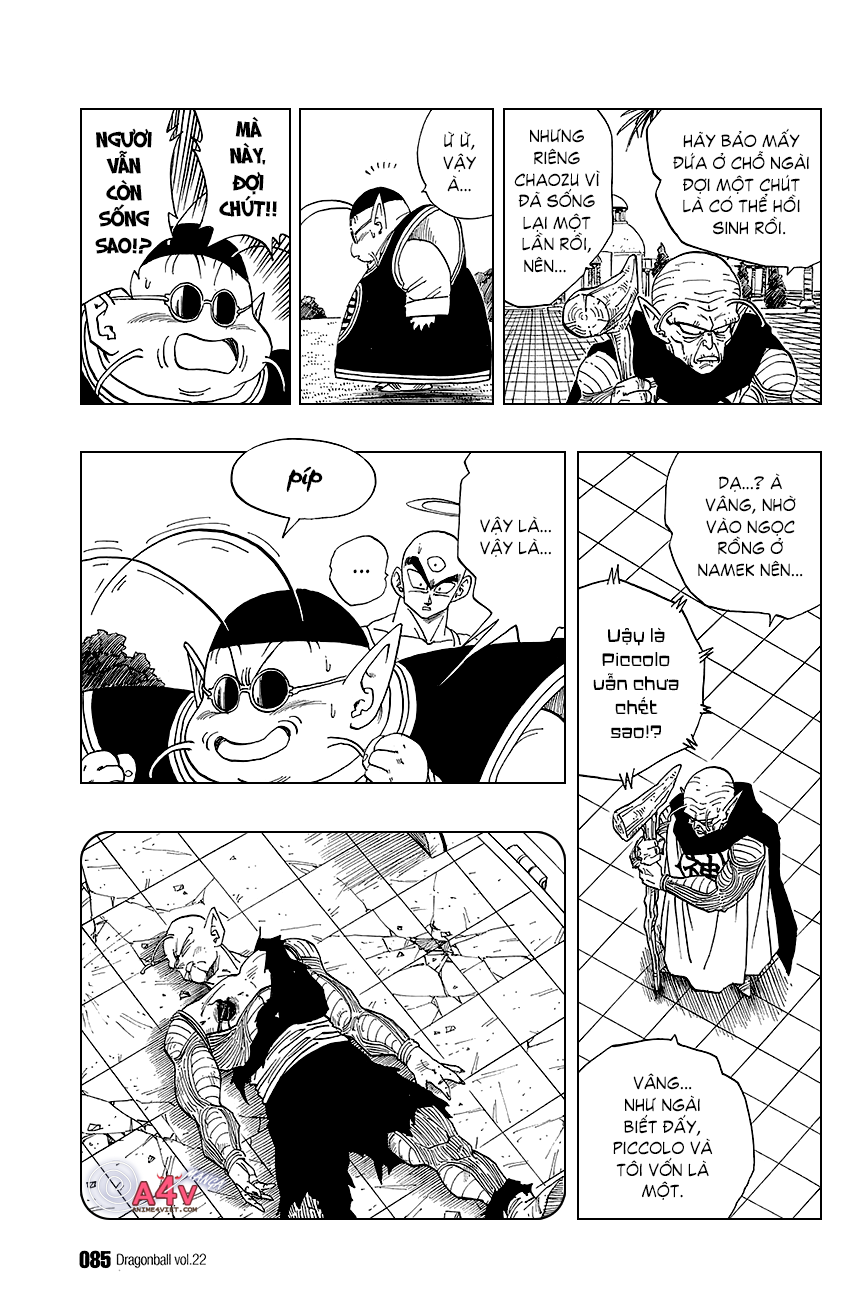 HÃY BẢO MẤY
ĐỨA Ở CHỖ NGÀI
ĐỢI MỘT CHÚT
LÀ CÓ THỂ HỒI
SINH RỒI.
NHƯNG
RIÊNG
CHAOZU VÌ
ĐÃ SỐNG
LẠI MỘT
LẦN RỒI,
NÊN...
Ừ Ừ,
VẬY
À...
MÀ
NÀY,
ĐỢI
CHÚT!!
NGƯƠI
VẪN
CÒN
SỐNG
SAO!?
DẠ...? À
VÂNG, NHỜ
VÀO NGỌC
RỒNG Ở
NAMEK NÊN...
Vậy là
Piccolo
vẫn chưa
chết
sao!?
VÂNG...
NHƯ NGÀI
BIẾT ĐẤY,
PICCOLO VÀ
TÔI VỐN LÀ
MỘT.
VẬY LÀ...
VẬY LÀ...
...
píp
A4V
ANIME4VIET.COM
085 Dragonball vol.22